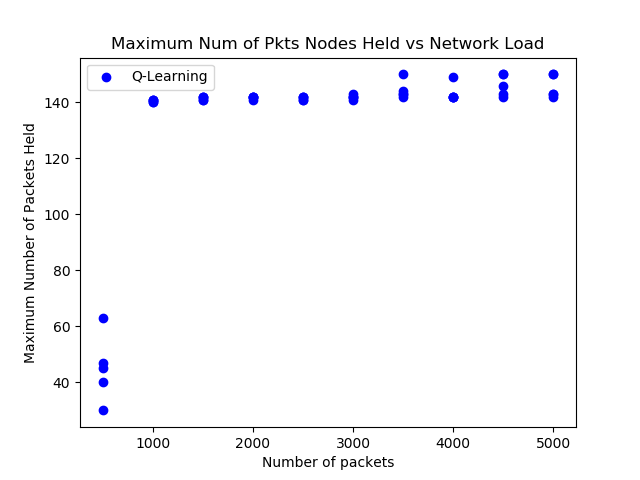 Maximum Num of Pkts Nodes Held vs Network Load
Q-Learning
Maximum Number of Packets Held
140
120
100
80
60
40
1000 2000 3000 4000 5000
Number of packets